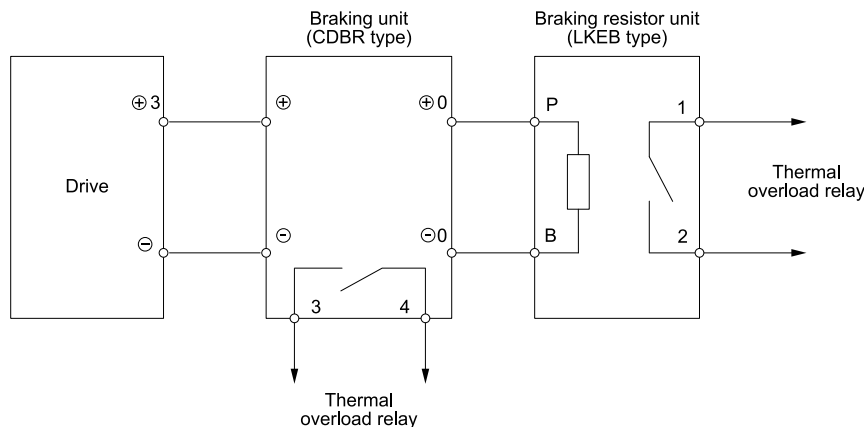 Braking unit
(CDBR type)
Braking resistor unit
(LKEB type)
⊕ 3
⊕
⊕ 0
P
1
Drive
Thermal
overload relay
⊖
⊖
⊖ 0
B
2
3
4
Thermal
overload relay